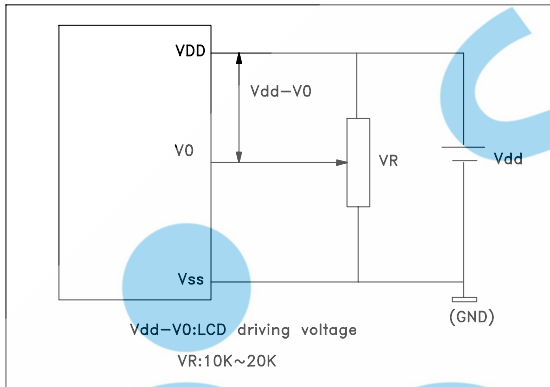 VDD
Vdd-V0
V0
VR
Vdd
Vss
(GND)
Vdd-V0:LCD driving voltage
VR:10K~20K